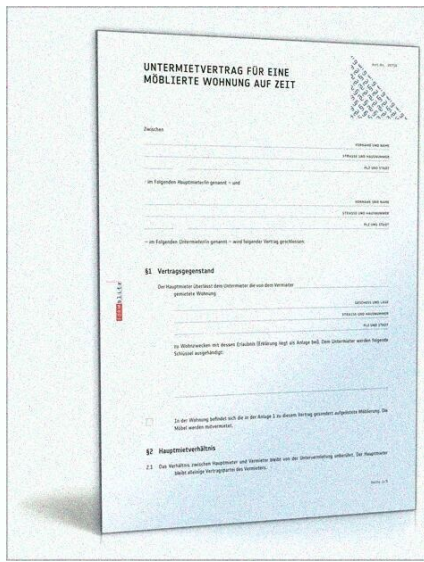 UNTERMIETVERTRAG FÜR EINE
MÖBLIERTE WOHNUNG AUF ZEIT
Zwischen
VORNAME UND NAME
STRASSE UND HAUSNUMMER
PLZ UND STADT
– im Folgenden Hauptmieter/in genannt – und
VORNAME UND NAME
STRASSE UND HAUSNUMMER
PLZ UND STADT
– im Folgenden Untermieter/in genannt – wird folgender Vertrag geschlossen.
§1 Vertragsgegenstand
Der Hauptmieter überlässt dem Untermieter die von dem Vermieter
gemietete Wohnung
GESCHOSS UND LAGE
STRASSE UND HAUSNUMMER
PLZ UND STADT
zu Wohnzwecken mit dessen Erlaubnis (Erklärung liegt als Anlage bei). Dem Untermieter werden folgende
Schlüssel ausgehändigt:
In der Wohnung befindet sich die in der Anlage 1 zu diesem Vertrag gesondert aufgelistete Möblierung. Die
Möbel werden mitvermietet.
§2 Hauptmietverhältnis
2.1 Das Verhältnis zwischen Hauptmieter und Vermieter bleibt von der Untervermietung unberührt. Der Hauptmieter
bleibt alleinige Vertragspartei des Vermieters.